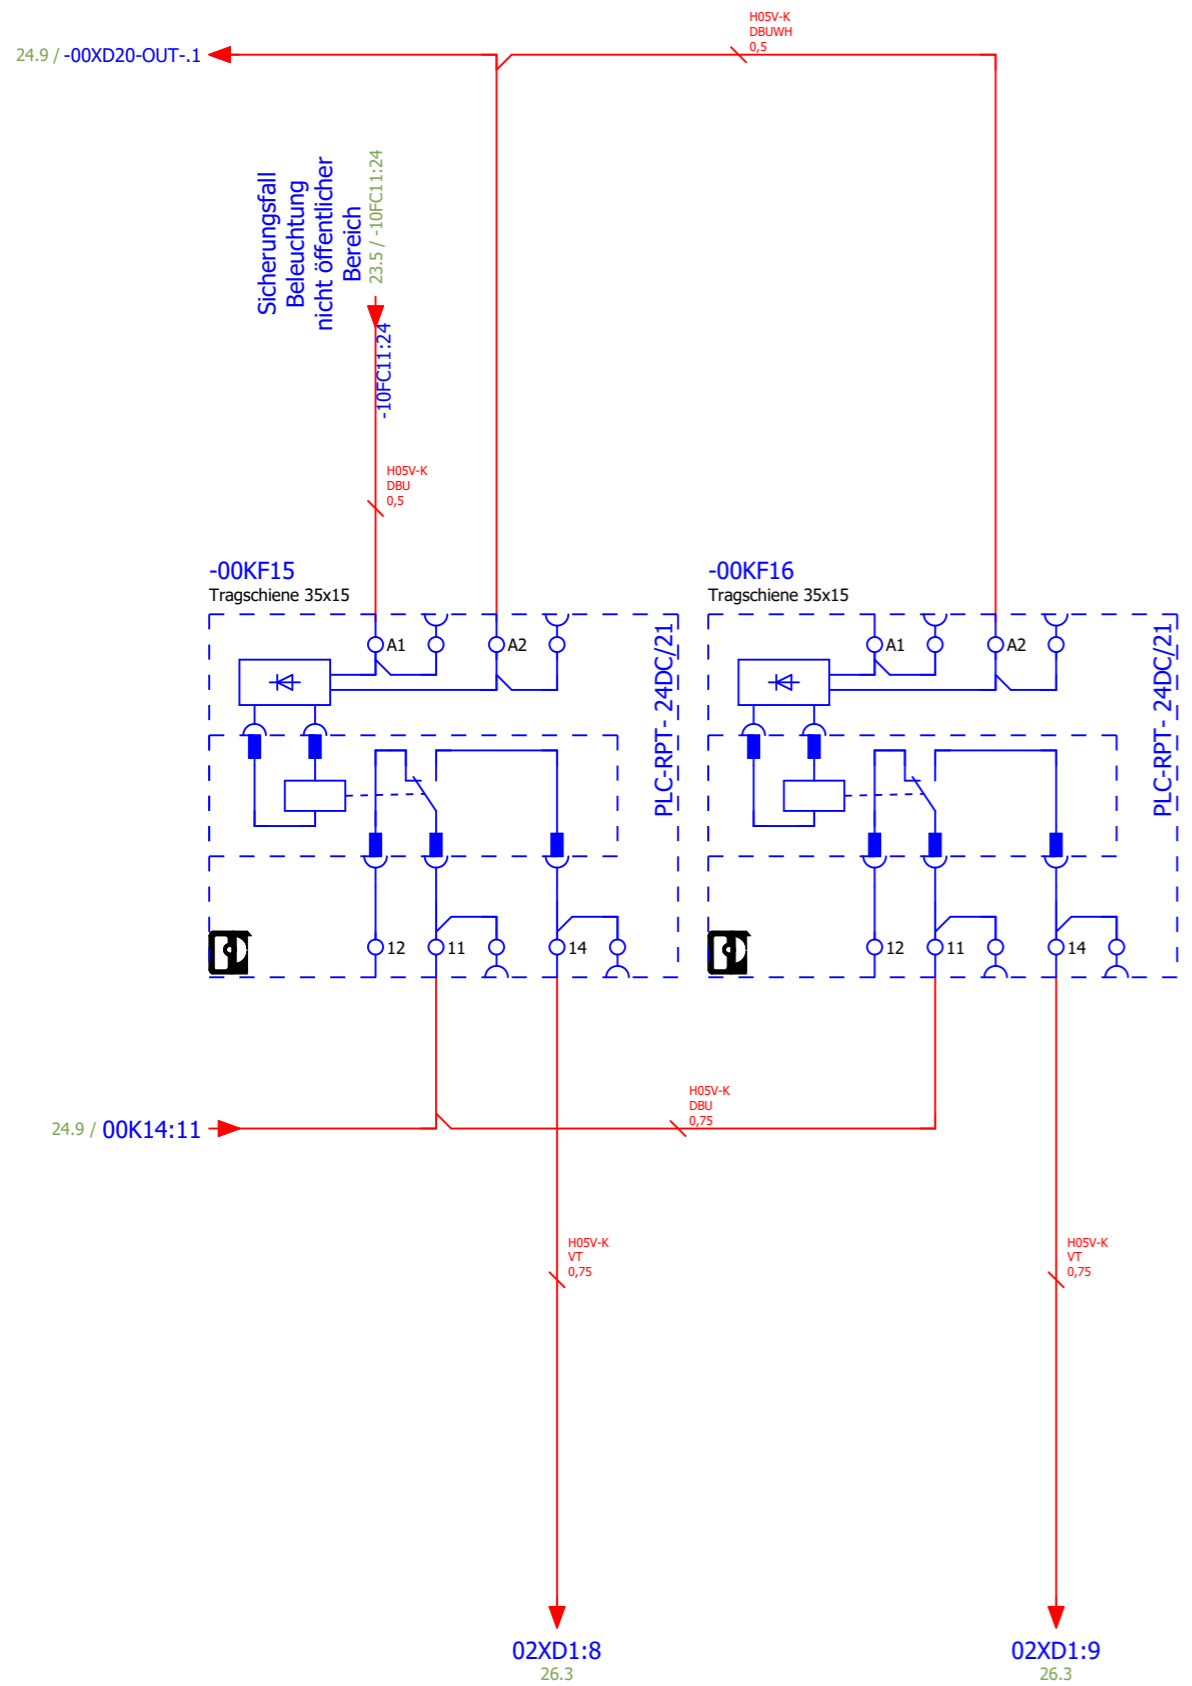 H05V-K
DBUWH
0,5
24.9 / -00XD20-OUT-.1
Sicherungsfall
Beleuchtung
nicht öffentlicher
Bereich
23.5 / -10FC11:24
-10FC11:24
H05V-K
DBU
0,5
-00KF15
Tragschiene 35x15
A1
A2
PLC-RPT- 24DC/21
12
11
14
-00KF16
Tragschiene 35x15
A1
A2
PLC-RPT- 24DC/21
12
11
14
H05V-K
DBU
0,75
24.9 / 00K14:11
H05V-K
VT
0,75
H05V-K
VT
0,75
02XD1:8
26.3
02XD1:9
26.3